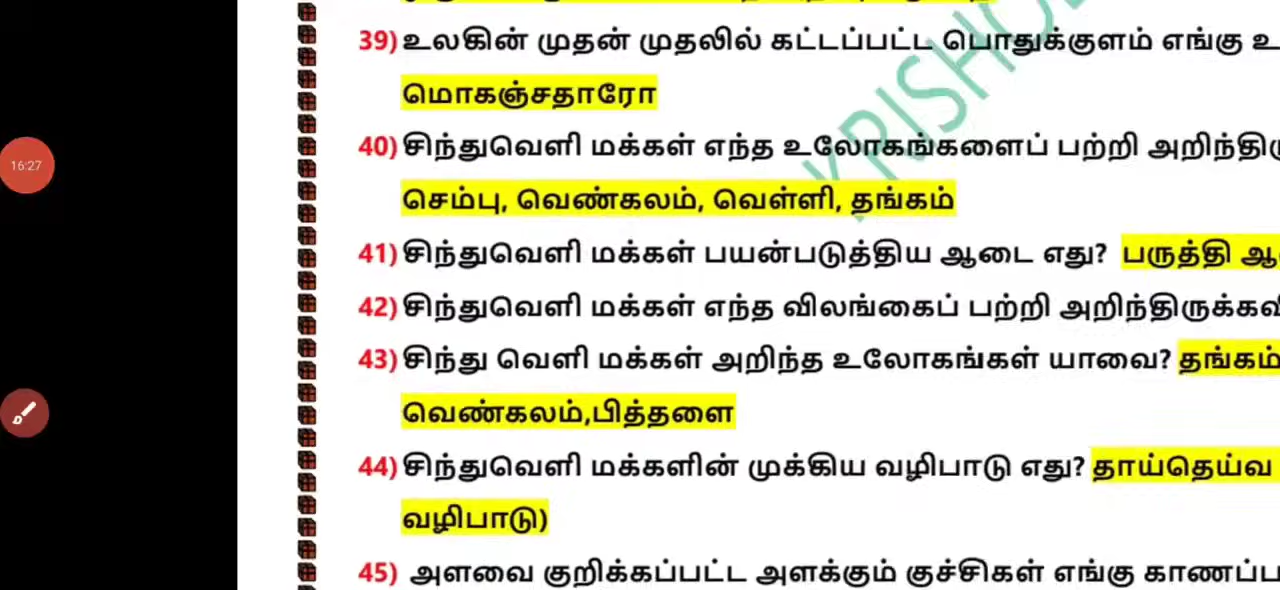 39) உலகின் முதன் முதலில் கட்டப்பட்ட பொதுக்குளம் எங்கு
மொகஞ்சதாரோ
40) சிந்துவெளி மக்கள் எந்த உலோகங்களைப் பற்றி
செம்பு, வெண்கலம், வெள்ளி, தங்கம்
16:27
41) சிந்துவெளி மக்கள் பயன்படுத்திய ஆடை எது? பருத்தி
42) சிந்துவெளி மக்கள் எந்த விலங்கைப் பற்றி
43) சிந்து வெளி மக்கள் அறிந்த உலோகங்கள் யாவை? தங்கம்
வெண்கலம்,பித்தளை
44) சிந்துவெளி மக்களின் முக்கிய வழிபாடு எது? தாய்தெய்வ
வழிபாடு)
45) அளவை குறிக்கப்பட்ட அளக்கும் குச்சிகள் எங்கு